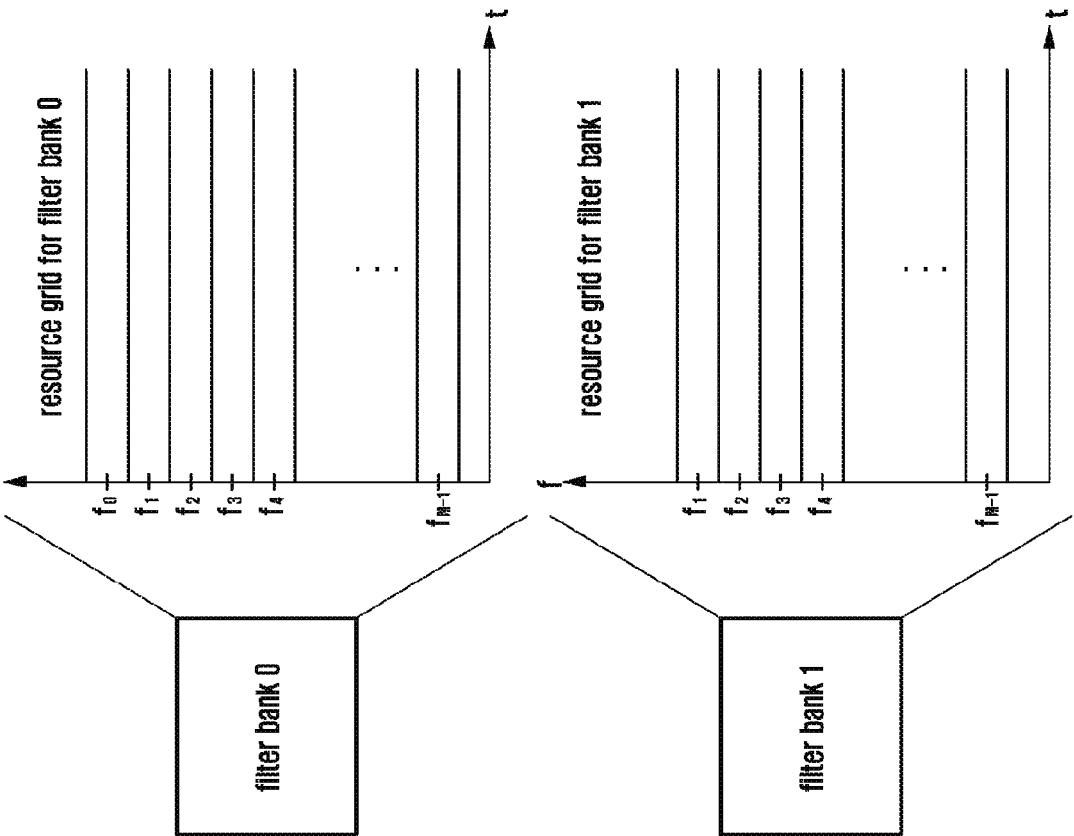 resource grid for filter bank 0
f₀
f₁
f₂
f₃
f₄
. . .
fₘ₋₁
t
filter bank 0
resource grid for filter bank 1
f
f₁
f₂
f₃
f₄
. . .
fₘ₋₁
t
filter bank 1